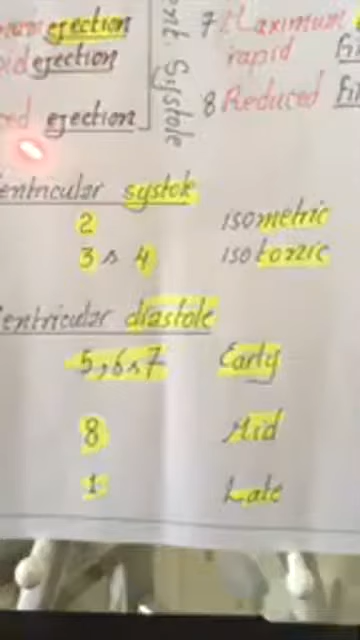 ejection
ejection
ejection
Systole
7 Maximum
rapid
8 Reduced
entricular systole
2 isometric
3 & 4 isotonic
entricular diastole
5,6 & 7 Early
8 Mid
1 Late